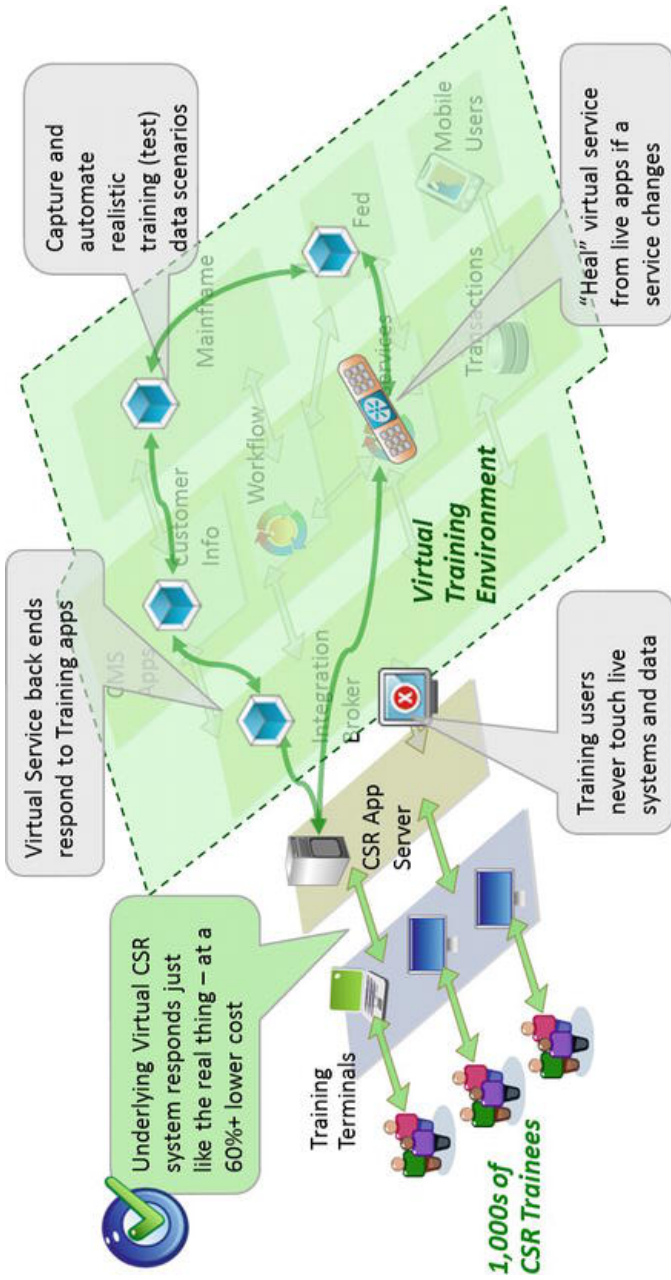 Underlying Virtual CSR
system responds just
like the real thing – at a
60%+ lower cost
Virtual Service back ends
respond to Training apps
Capture and
automate
realistic
training (test)
data scenarios
Training
Terminals
CSR App
Server
1,000s of
CSR Trainees
CMS
Apps
Customer
Info
Mainframe
Integration
Broker
Workflow
Fed
Services
Transactions
Mobile
Users
Virtual
Training
Environment
Training users
never touch live
systems and data
"Heal" virtual service
from live apps if a
service changes